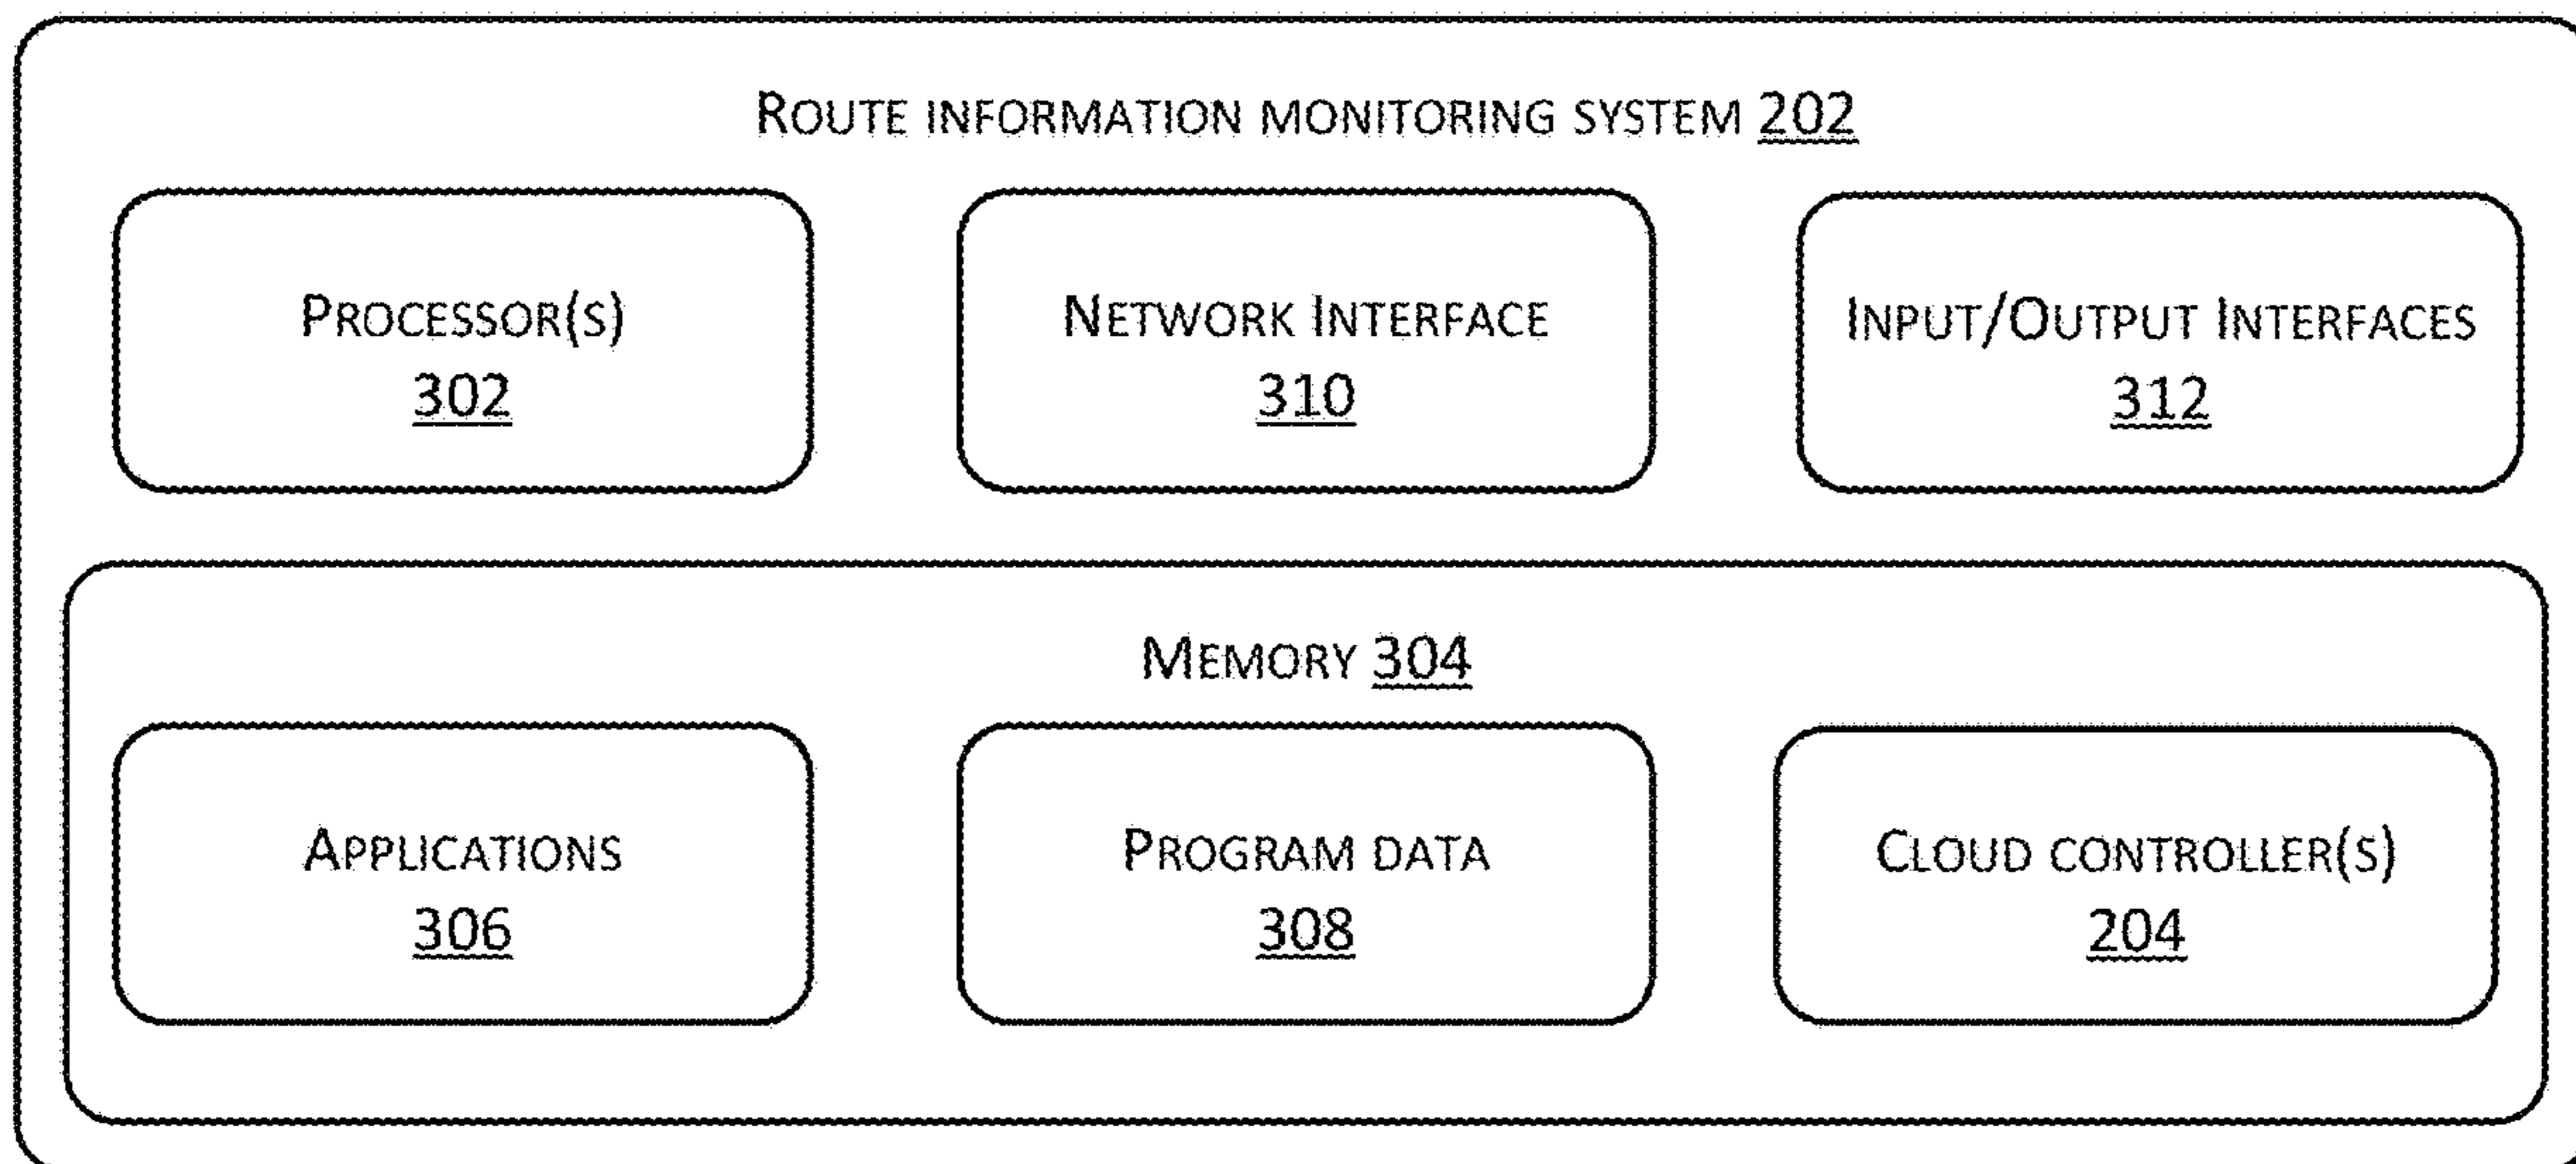 Route information monitoring system 202
Processor(s)
302
Network Interface
310
Input/Output Interfaces
312
Memory 304
Applications
306
Program data
308
Cloud controller(s)
204